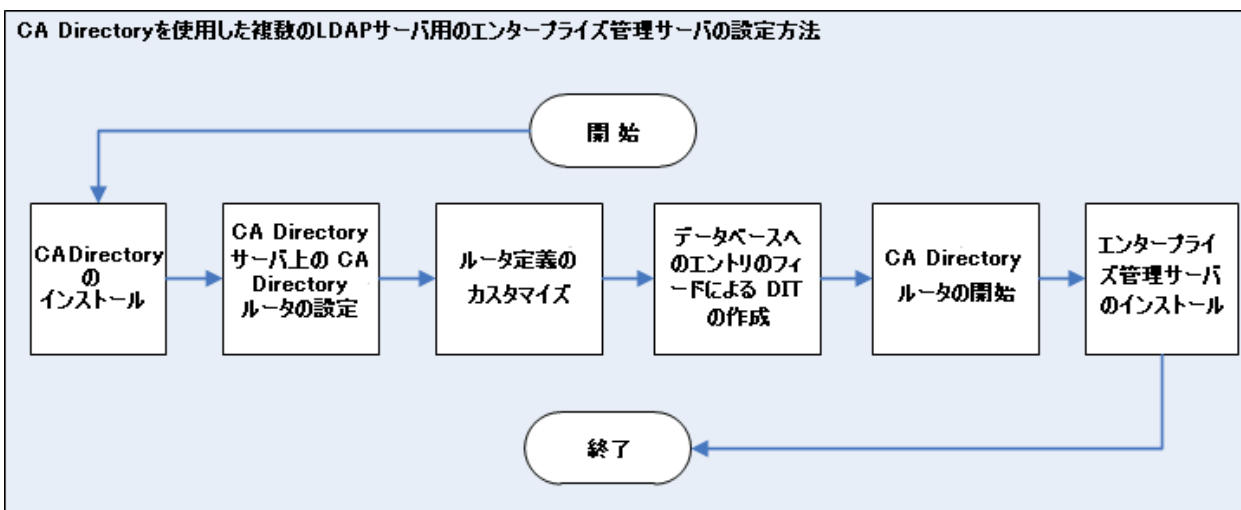 CA Directoryを使用した複数のLDAPサーバ用のエンタープライズ管理サーバの設定方法
開 始
CADirectory
の
インストール
CA Directory
サーバ上の CA
Directory
ルータの設定
ルータ定義の
カスタマイズ
データベースへ
のエントリのフィ
ードによる DIT
の作成
CA Directory
ルータの開始
エンタープライ
ズ管理サーバ
のインストール
終了